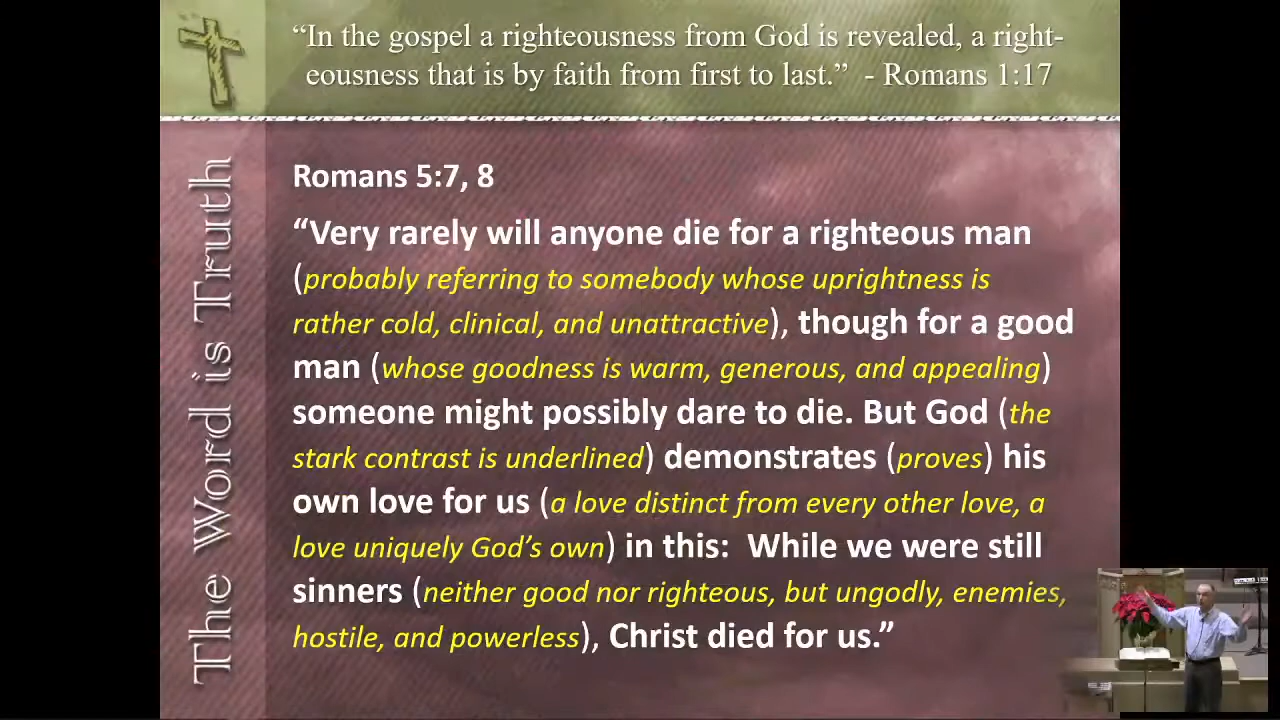 “In the gospel a righteousness from God is revealed, a right-
eousness that is by faith from first to last.” - Romans 1:17
The Word is Truth
Romans 5:7, 8
“Very rarely will anyone die for a righteous man
(probably referring to somebody whose uprightness is
rather cold, clinical, and unattractive), though for a good
man (whose goodness is warm, generous, and appealing)
someone might possibly dare to die. But God (the
stark contrast is underlined) demonstrates (proves) his
own love for us (a love distinct from every other love, a
love uniquely God’s own) in this:  While we were still
sinners (neither good nor righteous, but ungodly, enemies,
hostile, and powerless), Christ died for us.”